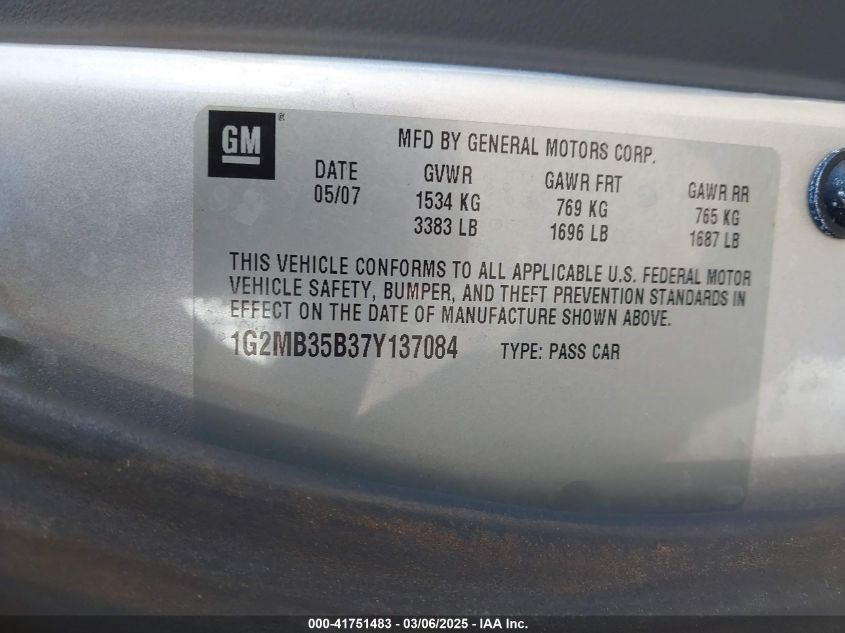 GM ®
MFD BY GENERAL MOTORS CORP.
DATE GVWR GAWR FRT GAWR RR
05/07 1534 KG 769 KG 765 KG
3383 LB 1696 LB 1687 LB
THIS VEHICLE CONFORMS TO ALL APPLICABLE U.S. FEDERAL MOTOR
VEHICLE SAFETY, BUMPER, AND THEFT PREVENTION STANDARDS IN
EFFECT ON THE DATE OF MANUFACTURE SHOWN ABOVE.
1G2MB35B37Y137084 TYPE: PASS CAR
000-41751483 - 03/06/2025 - IAA Inc.